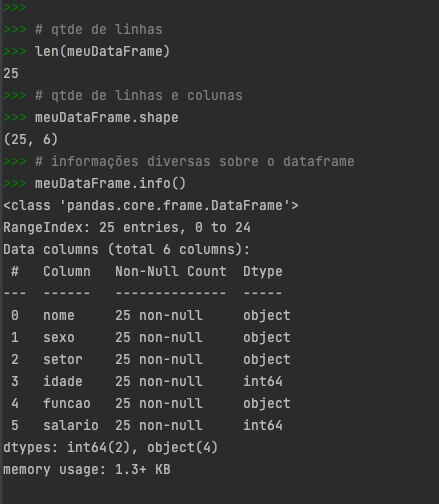 >>>
>>> # qtde de linhas
>>> len(meuDataFrame)
25
>>> # qtde de linhas e colunas
>>> meuDataFrame.shape
(25, 6)
>>> # informações diversas sobre o dataframe
>>> meuDataFrame.info()
<class 'pandas.core.frame.DataFrame'>
RangeIndex: 25 entries, 0 to 24
Data columns (total 6 columns):
 #   Column   Non-Null Count  Dtype
---  ------   --------------  -----
 0   nome     25 non-null     object
 1   sexo     25 non-null     object
 2   setor    25 non-null     object
 3   idade    25 non-null     int64
 4   funcao   25 non-null     object
 5   salario  25 non-null     int64
dtypes: int64(2), object(4)
memory usage: 1.3+ KB